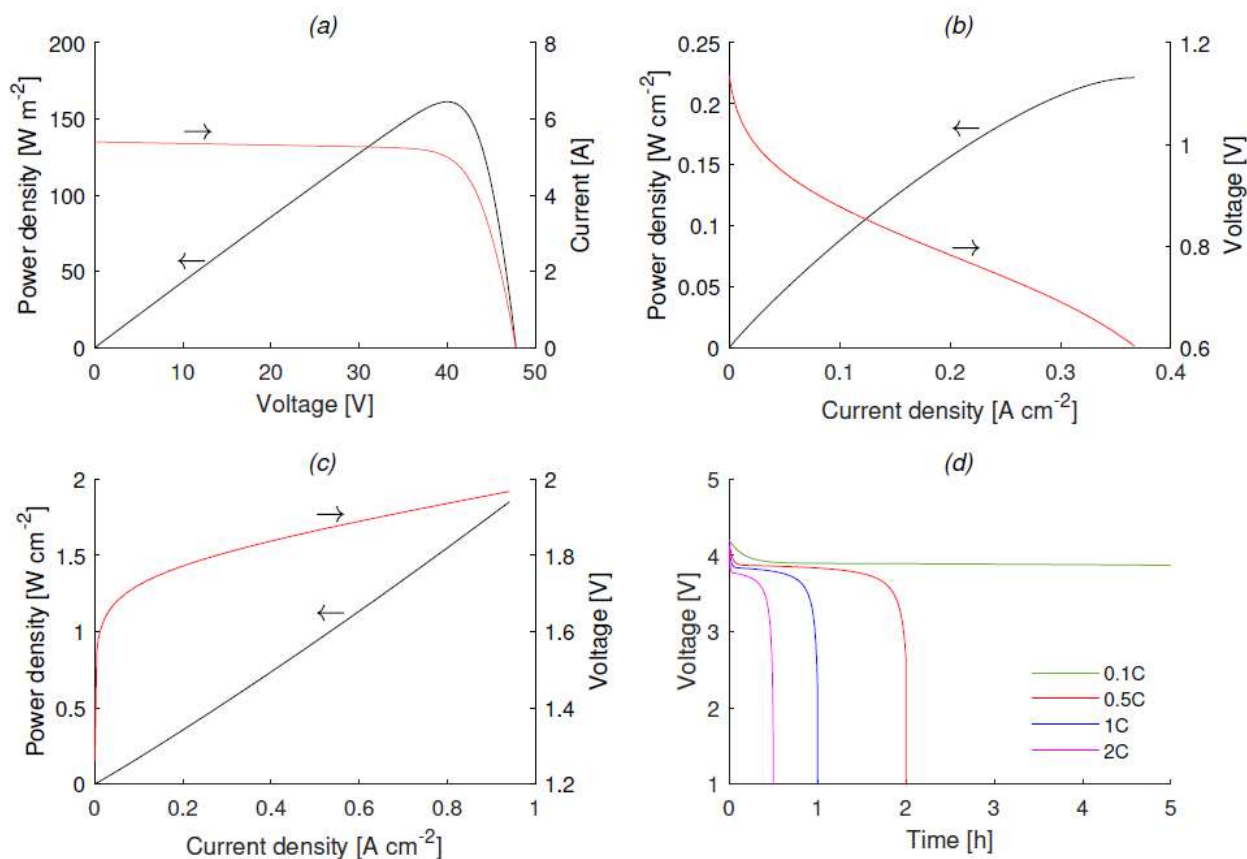 (a)
200
150
100
50
0
Power density [W m-2]
8
6
4
2
0
Current [A]
0 10 20 30 40 50
Voltage [V]
(b)
0.25
0.2
0.15
0.1
0.05
0
Power density [W cm-2]
1.2
1
0.8
0.6
Voltage [V]
0 0.1 0.2 0.3 0.4
Current density [A cm-2]
(c)
2
1.5
1
0.5
0
Power density [W cm-2]
2
1.8
1.6
1.4
1.2
Voltage [V]
0 0.2 0.4 0.6 0.8 1
Current density [A cm-2]
(d)
5
4
3
2
1
Voltage [V]
0.1C
0.5C
1C
2C
0 1 2 3 4 5
Time [h]